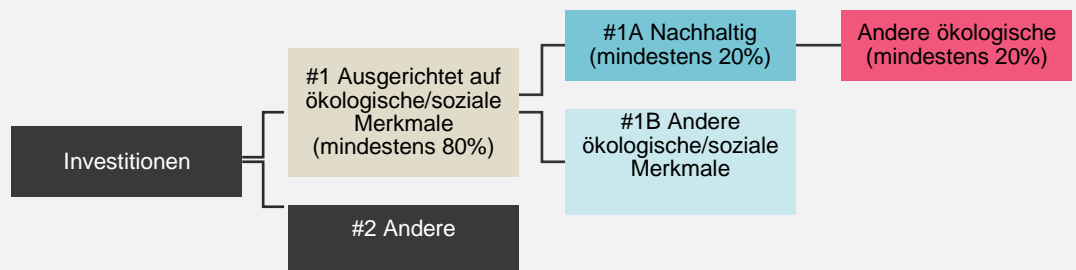 Investitionen
#1 Ausgerichtet auf
ökologische/soziale
Merkmale
(mindestens 80%)
#2 Andere
#1A Nachhaltig
(mindestens 20%)
#1B Andere
ökologische/soziale
Merkmale
Andere ökologische
(mindestens 20%)